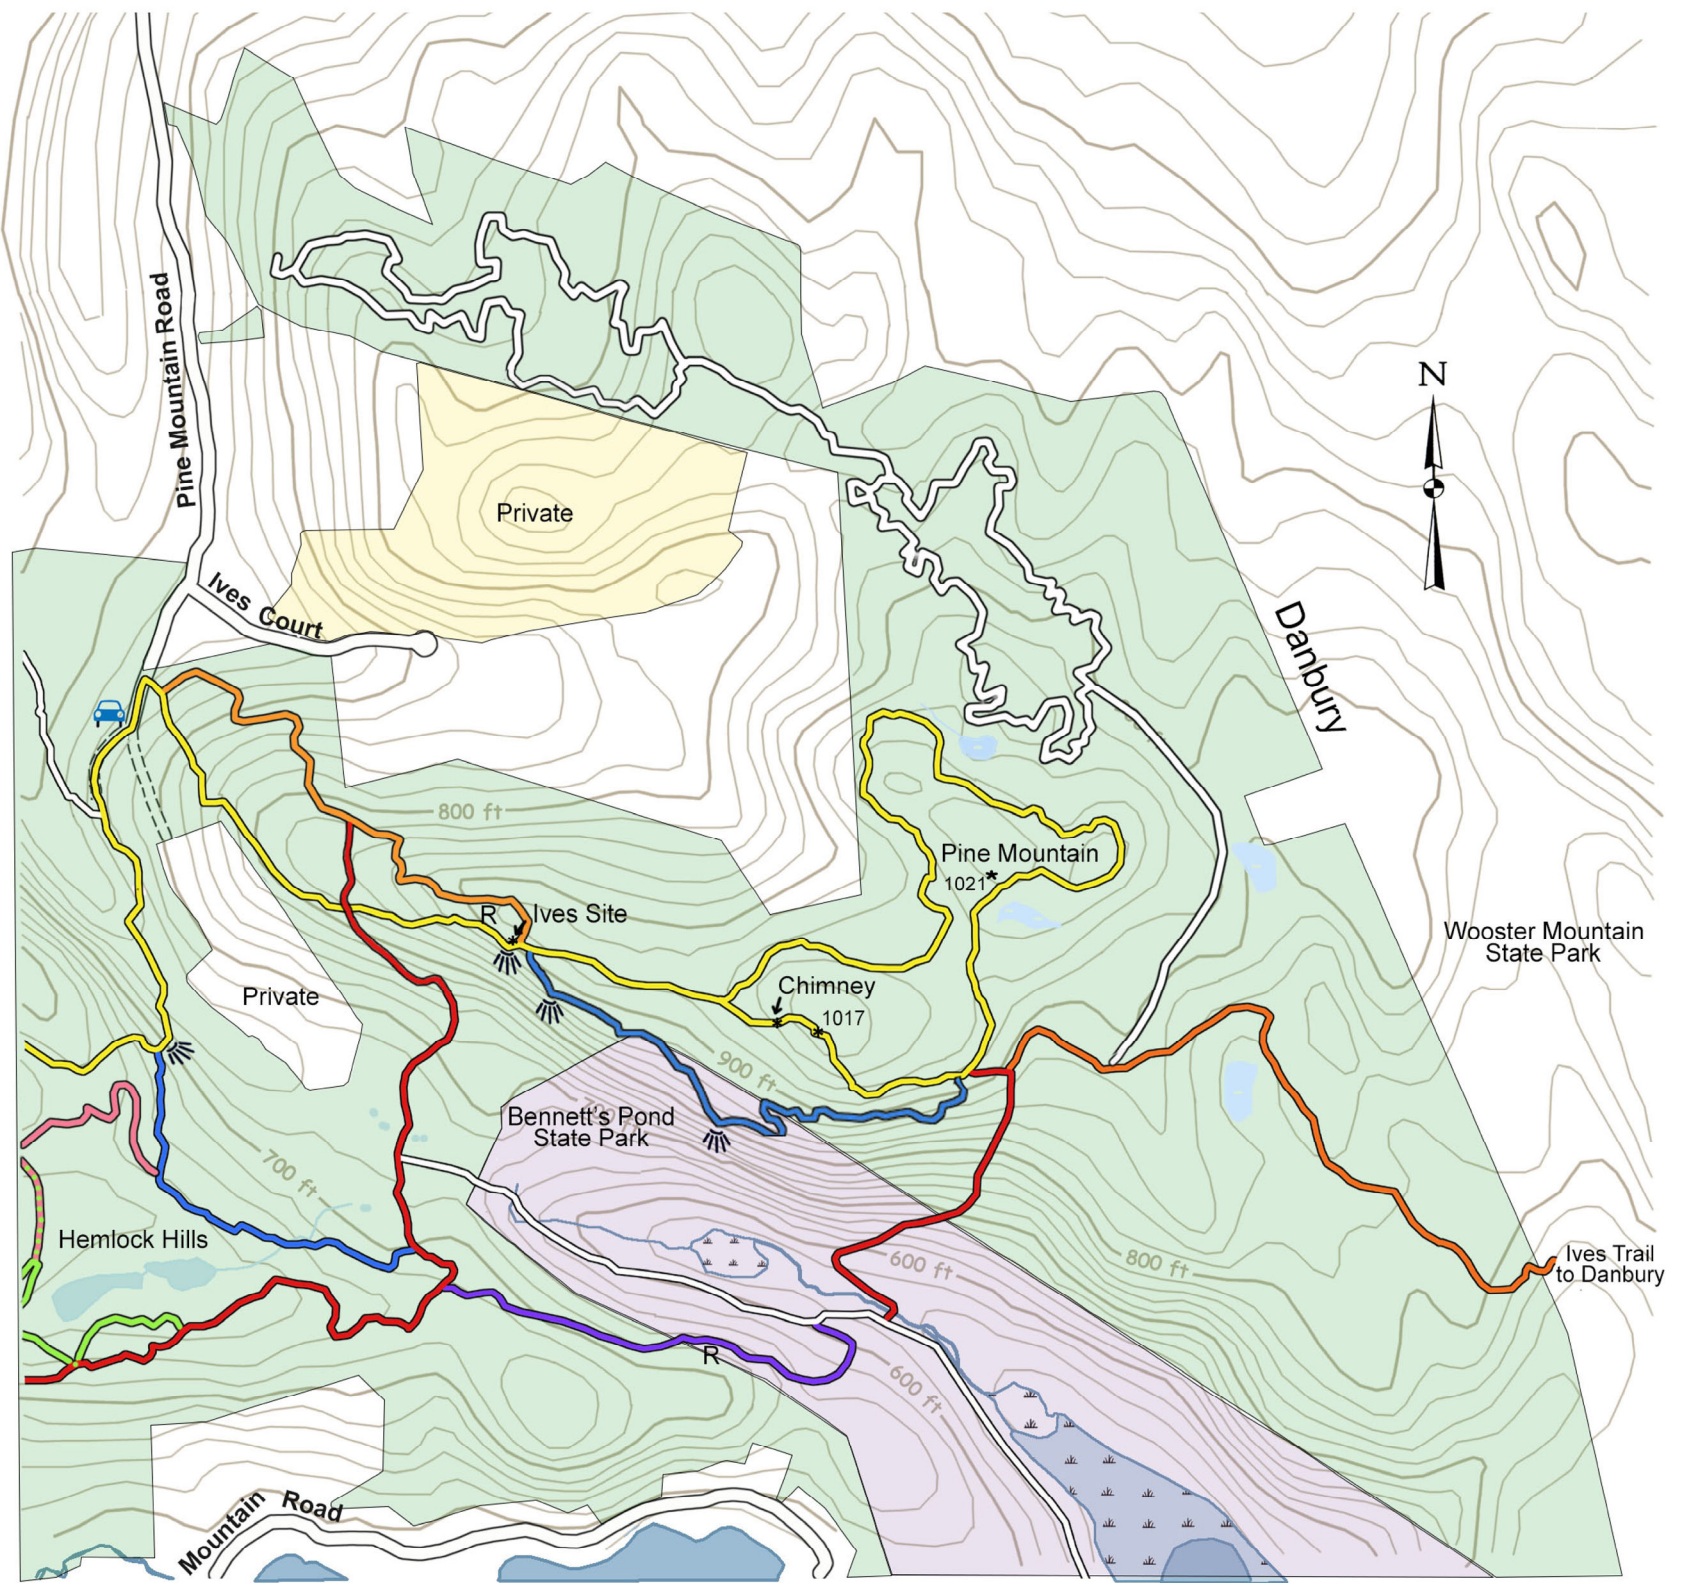 N
Pine Mountain Road
Private
Ives Court
Danbury
800 ft
Pine Mountain
1021
R
Ives Site
Wooster Mountain
State Park
Private
Chimney
1017
900 ft
Bennett's Pond
State Park
700 ft
Hemlock Hills
600 ft
800 ft
Ives Trail
to Danbury
R
600 ft
Mountain Road